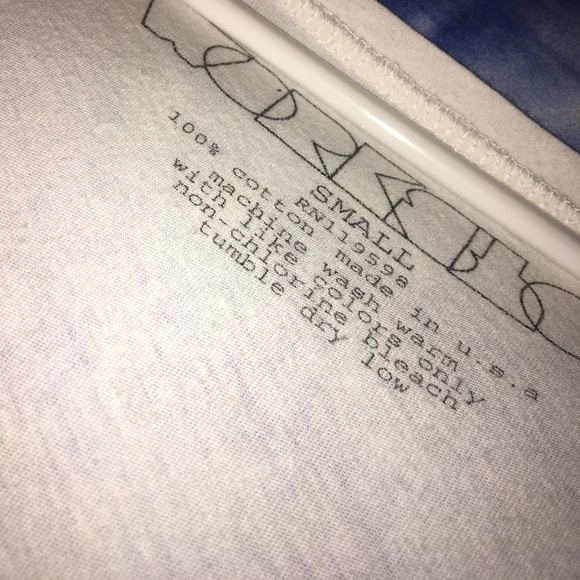 SMALL
RN119598
100% cotton made in u.s.a
machine wash warm
with like colors only
non-chlorine bleach
tumble dry low